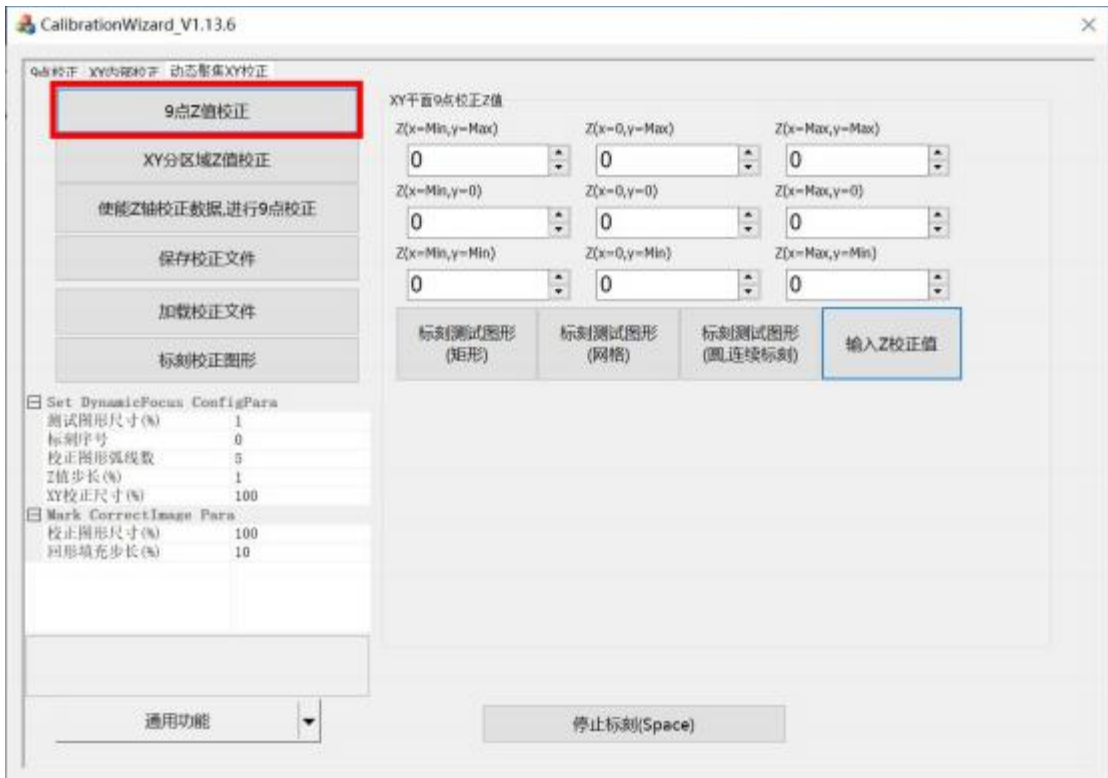 CalibrationWizard_V1.13.6
9点校正 XY内部校正 动态聚焦XY校正
9点Z值校正
XY分区域Z值校正
使能Z轴校正数据,进行9点校正
保存校正文件
加载校正文件
标刻校正图形
Set DynamicFocus ConfigPara
测试图形尺寸(%) 1
标刻序号 0
校正图形弧线数 5
Z值步长(%) 1
XY校正尺寸(%) 100
Mark CorrectImage Para
校正图形尺寸(%) 100
回形填充步长(%) 10
通用功能
XY平面9点校正Z值
Z(x=Min,y=Max) Z(x=0,y=Max) Z(x=Max,y=Max)
0 0 0
Z(x=Min,y=0) Z(x=0,y=0) Z(x=Max,y=0)
0 0 0
Z(x=Min,y=Min) Z(x=0,y=Min) Z(x=Max,y=Min)
0 0 0
标刻测试图形 标刻测试图形 标刻测试图形 输入Z校正值
(矩形) (网格) (圆,连续标刻)
停止标刻(Space)